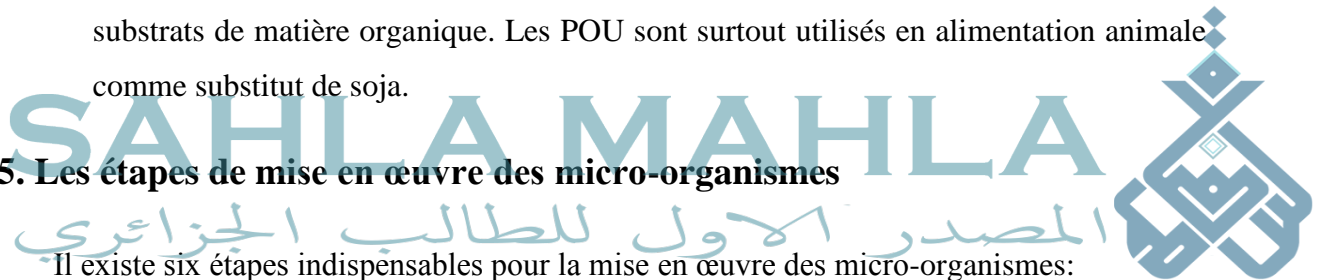 substrats de matière organique. Les POU sont surtout utilisés en alimentation animale
comme substitut de soja.
SAHLA MAHLA
5. Les étapes de mise en œuvre des micro-organismes
المصدر الاول للطالب الجزائري
Il existe six étapes indispensables pour la mise en œuvre des micro-organismes: